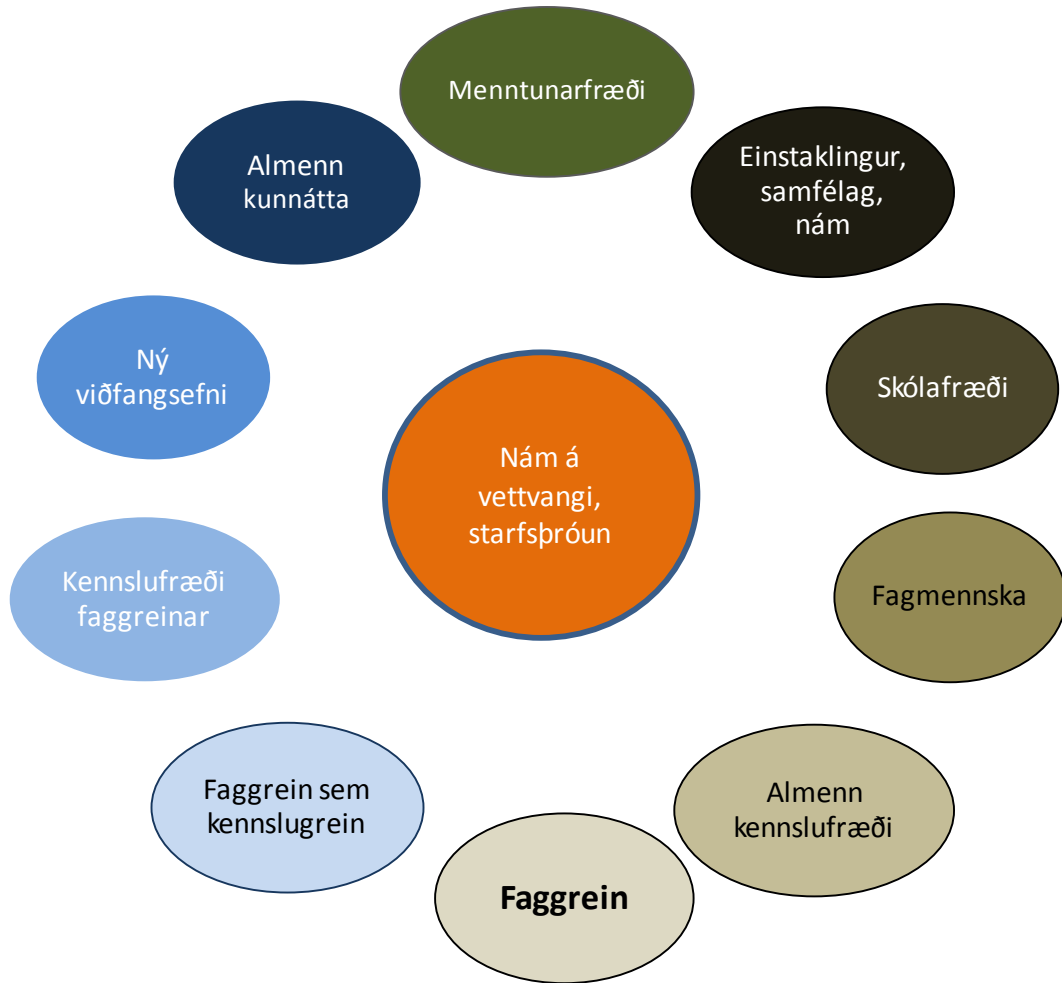 Menntunarfræði
Einstaklingur,
samfélag,
nám
Skólafræði
Fagmennska
Almenn
kennslufræði
Faggrein
Faggrein sem
kennslugrein
Kennslufræði
faggreinar
Ný
viðfangsefni
Almenn
kunnátta
Nám á
vettvangi,
starfsþróun